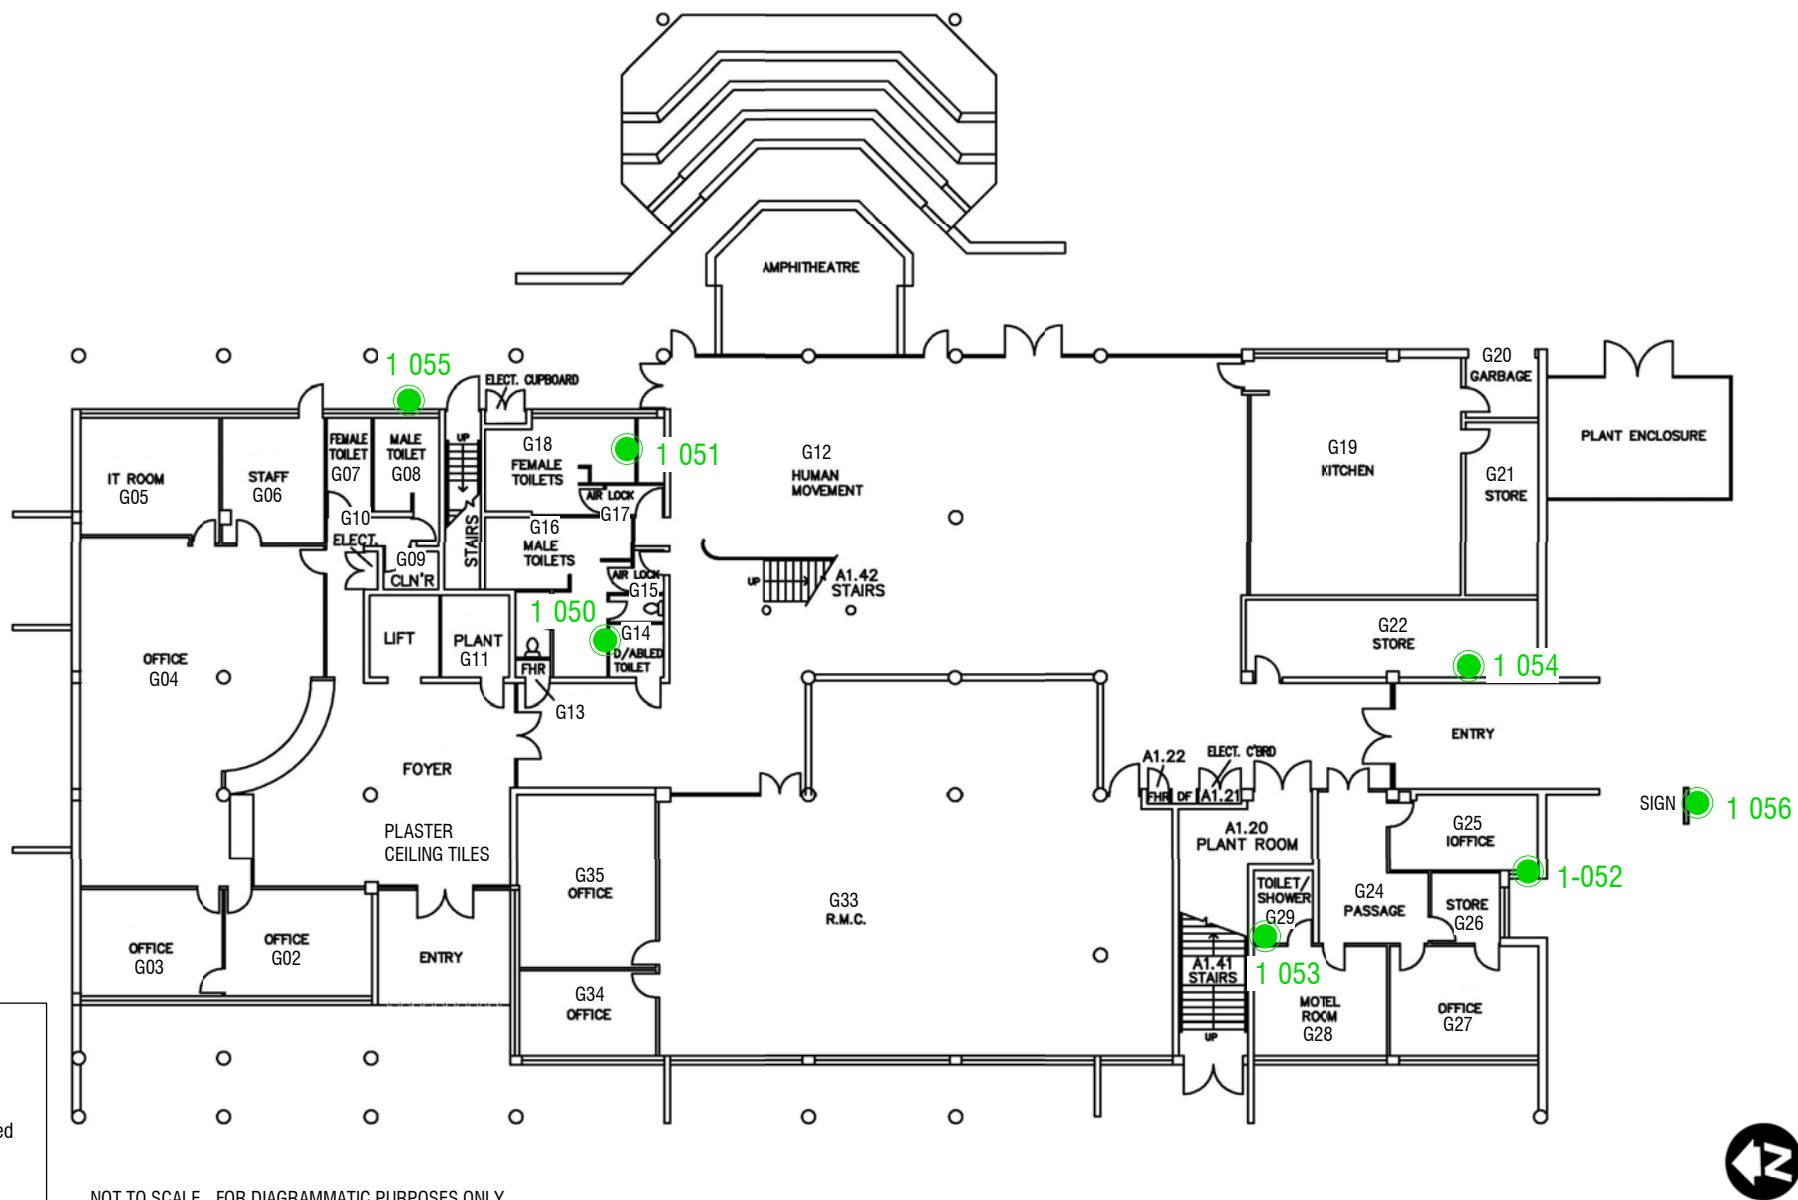 AMPHITHEATRE
1 055
ELECT. CUPBOARD
G20
GARBAGE
PLANT ENCLOSURE
IT ROOM
G05
STAFF
G06
FEMALE
TOILET
G07
MALE
TOILET
G08
UP
STAIRS 2
G18
FEMALE
TOILETS
1 051
AIR LOCK
G17
G12
HUMAN
MOVEMENT
G19
KITCHEN
G21
STORE
G10
ELECT.
G09
CLN'R
G16
MALE
TOILETS
AIR LOCK
G15
UP
A1.42
STAIRS
1 050
G14
D/ABLED
TOILET
LIFT
PLANT
G11
FHR
G13
G22
STORE
1 054
OFFICE
G04
FOYER
ENTRY
A1.22
ELECT. C'BRD
FHR
DF
A1.21
SIGN
1 056
PLASTER
CEILING TILES
A1.20
PLANT ROOM
G25
IOFFICE
1-052
G35
OFFICE
G33
R.M.C.
TOILET/
SHOWER
G29
G24
PASSAGE
STORE
G26
OFFICE
G03
OFFICE
G02
ENTRY
A1.41
STAIRS
UP
1 053
G34
OFFICE
MOTEL
ROOM
G28
OFFICE
G27
ed
N
NOT TO SCALE FOR DIAGRAMMATIC PURPOSES ONLY